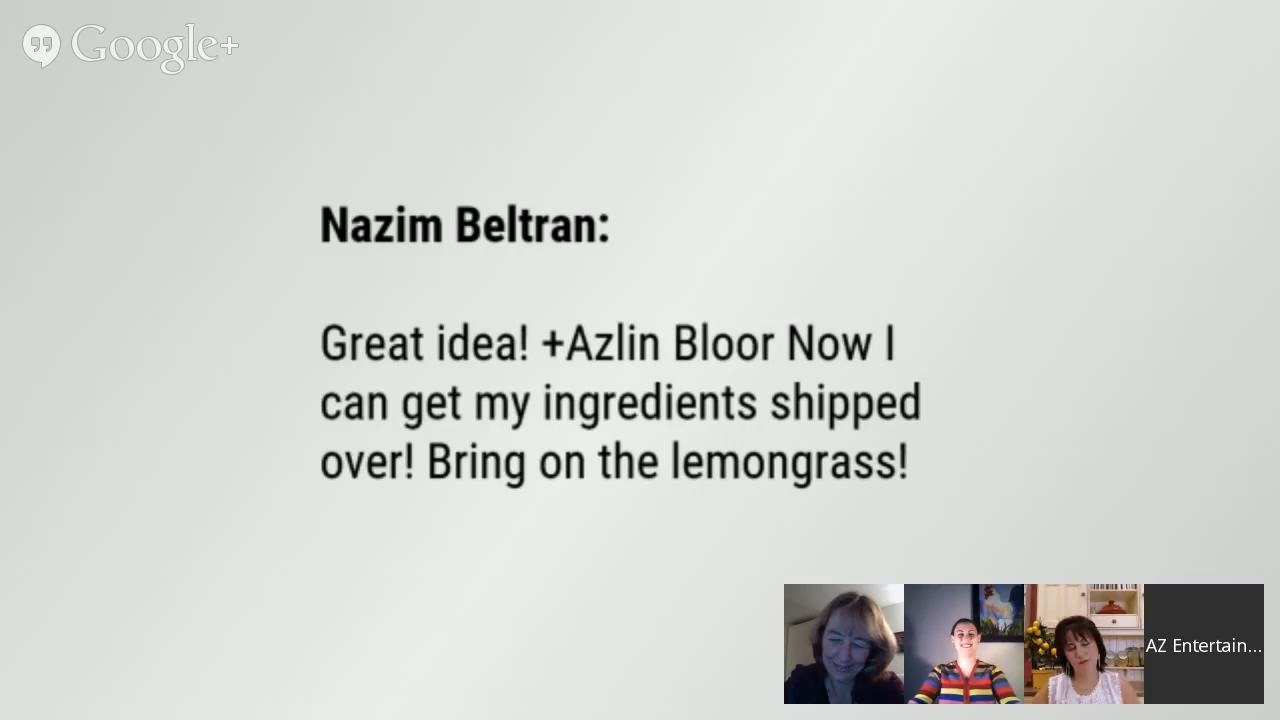 Google+
Nazim Beltran:
Great idea! +Azlin Bloor Now I
can get my ingredients shipped
over! Bring on the lemongrass!
AZ Entertain...